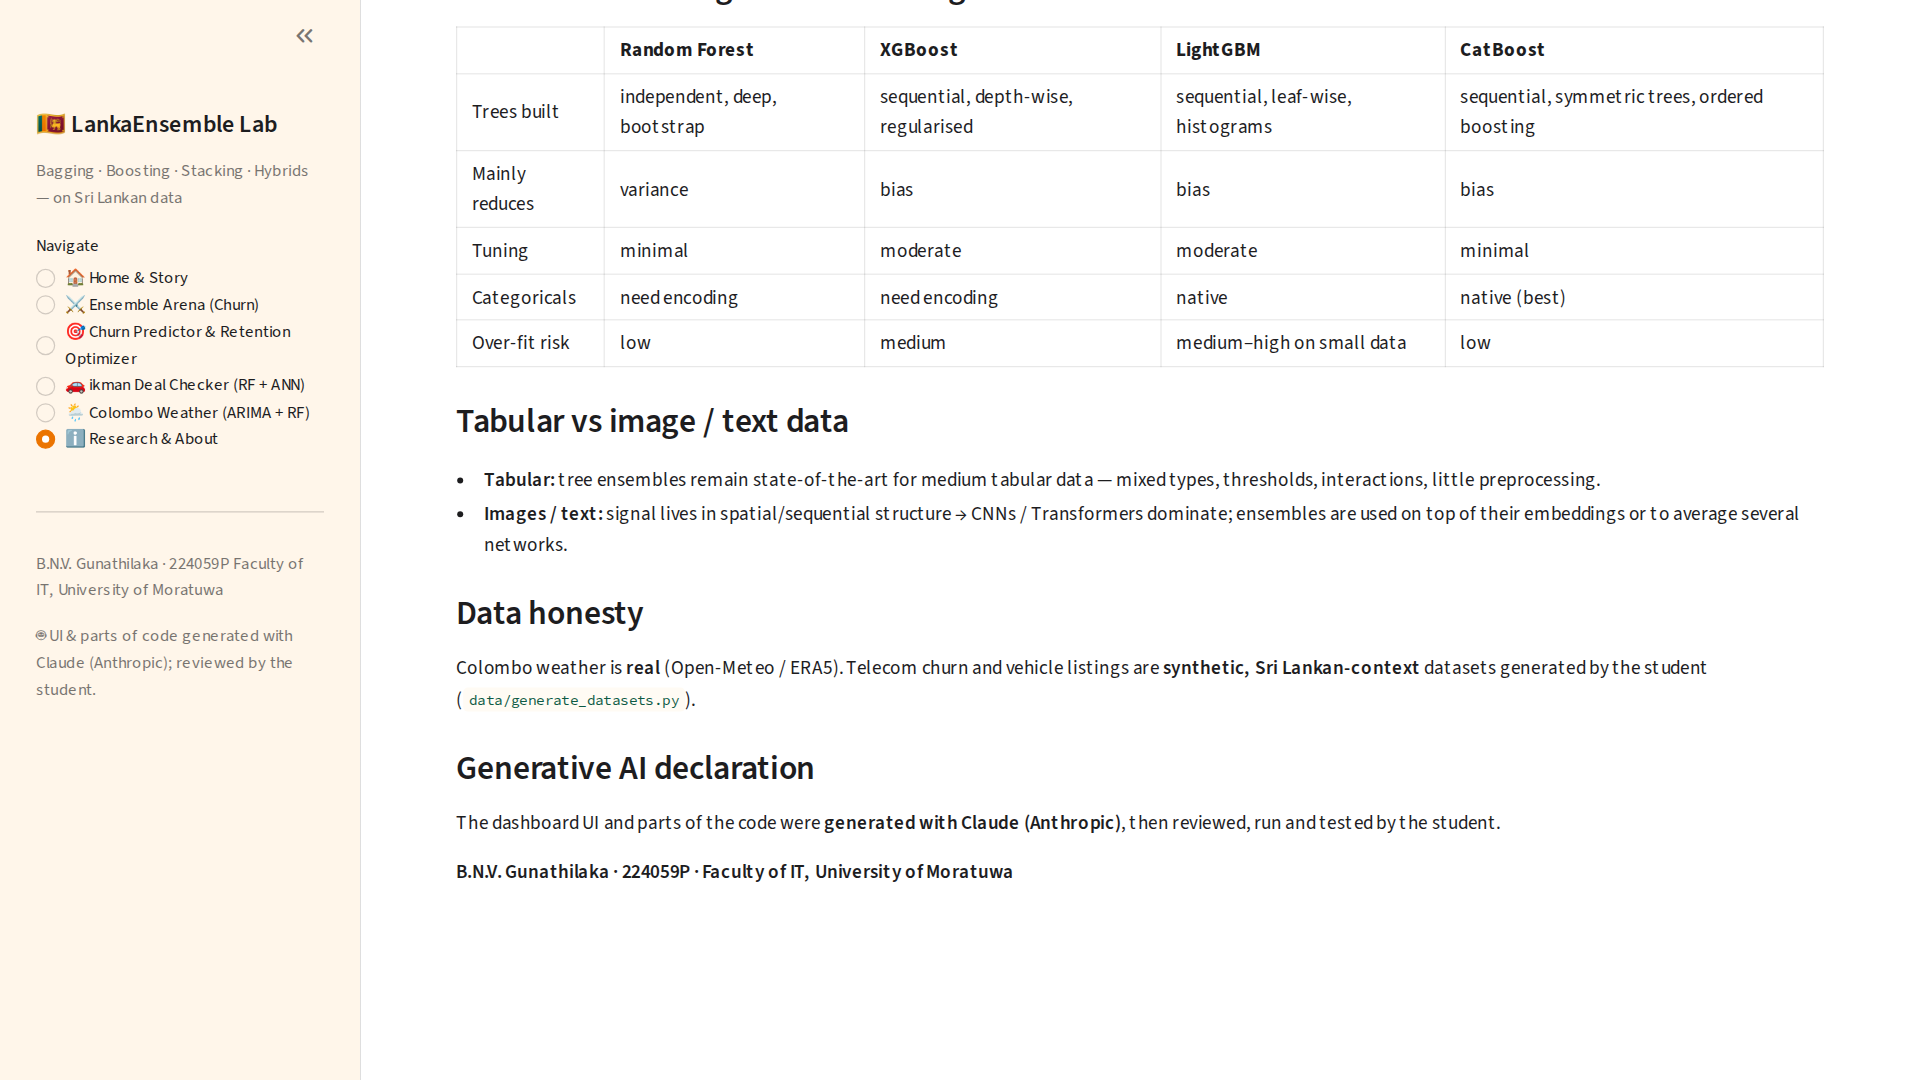 LankaEnsemble Lab
Bagging · Boosting · Stacking · Hybrids
— on Sri Lankan data
Navigate
🏠 Home & Story
⚔️ Ensemble Arena (Churn)
🎯 Churn Predictor & Retention
Optimizer
🚗 ikman Deal Checker (RF + ANN)
🌦️ Colombo Weather (ARIMA + RF)
ℹ️ Research & About
B.N.V. Gunathilaka · 224059P Faculty of
IT, University of Moratuwa
UI & parts of code generated with
Claude (Anthropic); reviewed by the
student.
Random Forest XGBoost LightGBM CatBoost
Trees built
independent, deep,
bootstrap
sequential, depth-wise,
regularised
sequential, leaf-wise,
histograms
sequential, symmetric trees, ordered
boosting
Mainly
reduces
variance bias bias bias
Tuning minimal moderate moderate minimal
Categoricals need encoding need encoding native native (best)
Over-fit risk low medium medium–high on small data low
Tabular vs image / text data
• Tabular: tree ensembles remain state-of-the-art for medium tabular data — mixed types, thresholds, interactions, little preprocessing.
• Images / text: signal lives in spatial/sequential structure → CNNs / Transformers dominate; ensembles are used on top of their embeddings or to average several
networks.
Data honesty
Colombo weather is real (Open-Meteo / ERA5). Telecom churn and vehicle listings are synthetic, Sri Lankan-context datasets generated by the student
( data/generate_datasets.py ).
Generative AI declaration
The dashboard UI and parts of the code were generated with Claude (Anthropic), then reviewed, run and tested by the student.
B.N.V. Gunathilaka · 224059P · Faculty of IT, University of Moratuwa